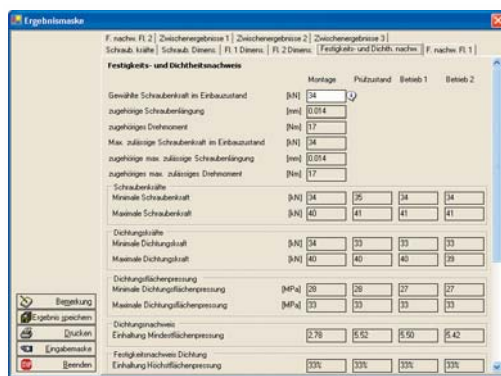 Ergebnismaske
F. nachw. Fl. 2 | Zwischenergebnisse 1 | Zwischenergebnisse 2 | Zwischenergebnisse 3
Schraub. kräfte | Schraub. Dimens. | Fl. 1 Dimens. | Fl. 2 Dimens. | Festigkeits- und Dichth. nachw. | F. nachw. Fl. 1
Festigkeits- und Dichtheitsnachweis
Montage Prüfzustand Betrieb 1 Betrieb 2
Gewählte Schraubenkraft im Einbauzustand [kN] 34
zugehörige Schraubenlängung [mm] 0.014
zugehöriges Drehmoment [Nm] 17
Max. zulässige Schraubenkraft im Einbauzustand [kN] 34
zugehörige max. zulässige Schraubenlängung [mm] 0.014
zugehöriges max. zulässiges Drehmoment [Nm] 17
Schraubenkräfte
Minimale Schraubenkraft [kN] 34 35 34 34
Maximale Schraubenkraft [kN] 40 41 41 41
Dichtungskräfte
Minimale Dichtungskraft [kN] 34 33 33 33
Maximale Dichtungskraft [kN] 40 40 40 39
Dichtungsflächenpressung
Minimale Dichtungsflächenpressung [MPa] 28 28 27 27
Maximale Dichtungsflächenpressung [MPa] 33 33 33 33
Dichtungsnachweis
Einhaltung Mindestflächenpressung 2.78 5.52 5.50 5.42
Festigkeitsnachweis Dichtung
Einhaltung Höchstflächenpressung 33% 33% 33% 33%
Bemerkung
Ergebnis speichern
Drucken
Eingabemaske
Beenden